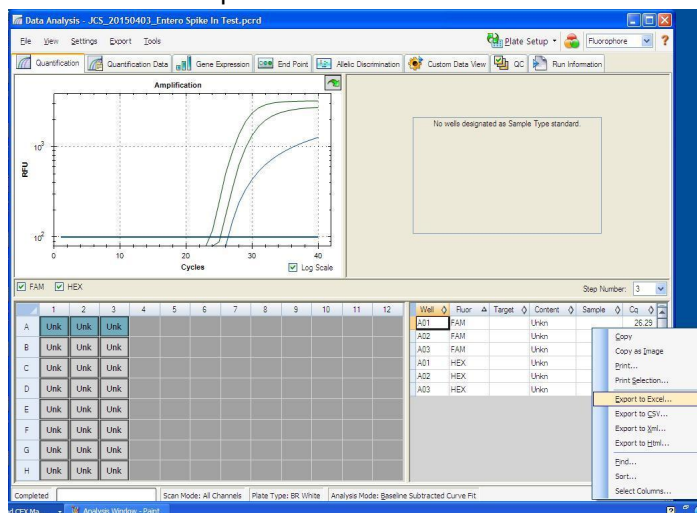 Data Analysis - JCS_20150403_Entero Spike In Test.pcrd
File View Settings Export Tools Plate Setup Fluorophore ?
Quantification Quantification Data Gene Expression End Point Allelic Discrimination Custom Data View QC Run Information
Amplification
No wells designated as Sample Type standard.
RFU
10³
10²
0 10 20 30 40
Cycles
Log Scale
FAM HEX Step Number: 3
1 2 3 4 5 6 7 8 9 10 11 12
A Unk Unk Unk
B Unk Unk Unk
C Unk Unk Unk
D Unk Unk Unk
E Unk Unk Unk
F Unk Unk Unk
G Unk Unk Unk
H Unk Unk Unk
Well Fluor Target Content Sample Cq
A01 FAM Unkn 26.29
A02 FAM Unkn
A03 FAM Unkn
A01 HEX Unkn
A02 HEX Unkn
A03 HEX Unkn
Copy
Copy as Image
Print...
Print Selection...
Export to Excel...
Export to CSV...
Export to Xml...
Export to Html...
Find...
Sort...
Select Columns...
Completed Scan Mode: All Channels Plate Type: BR White Analysis Mode: Baseline Subtracted Curve Fit
d CFX Ma... Analysis Window - Paint